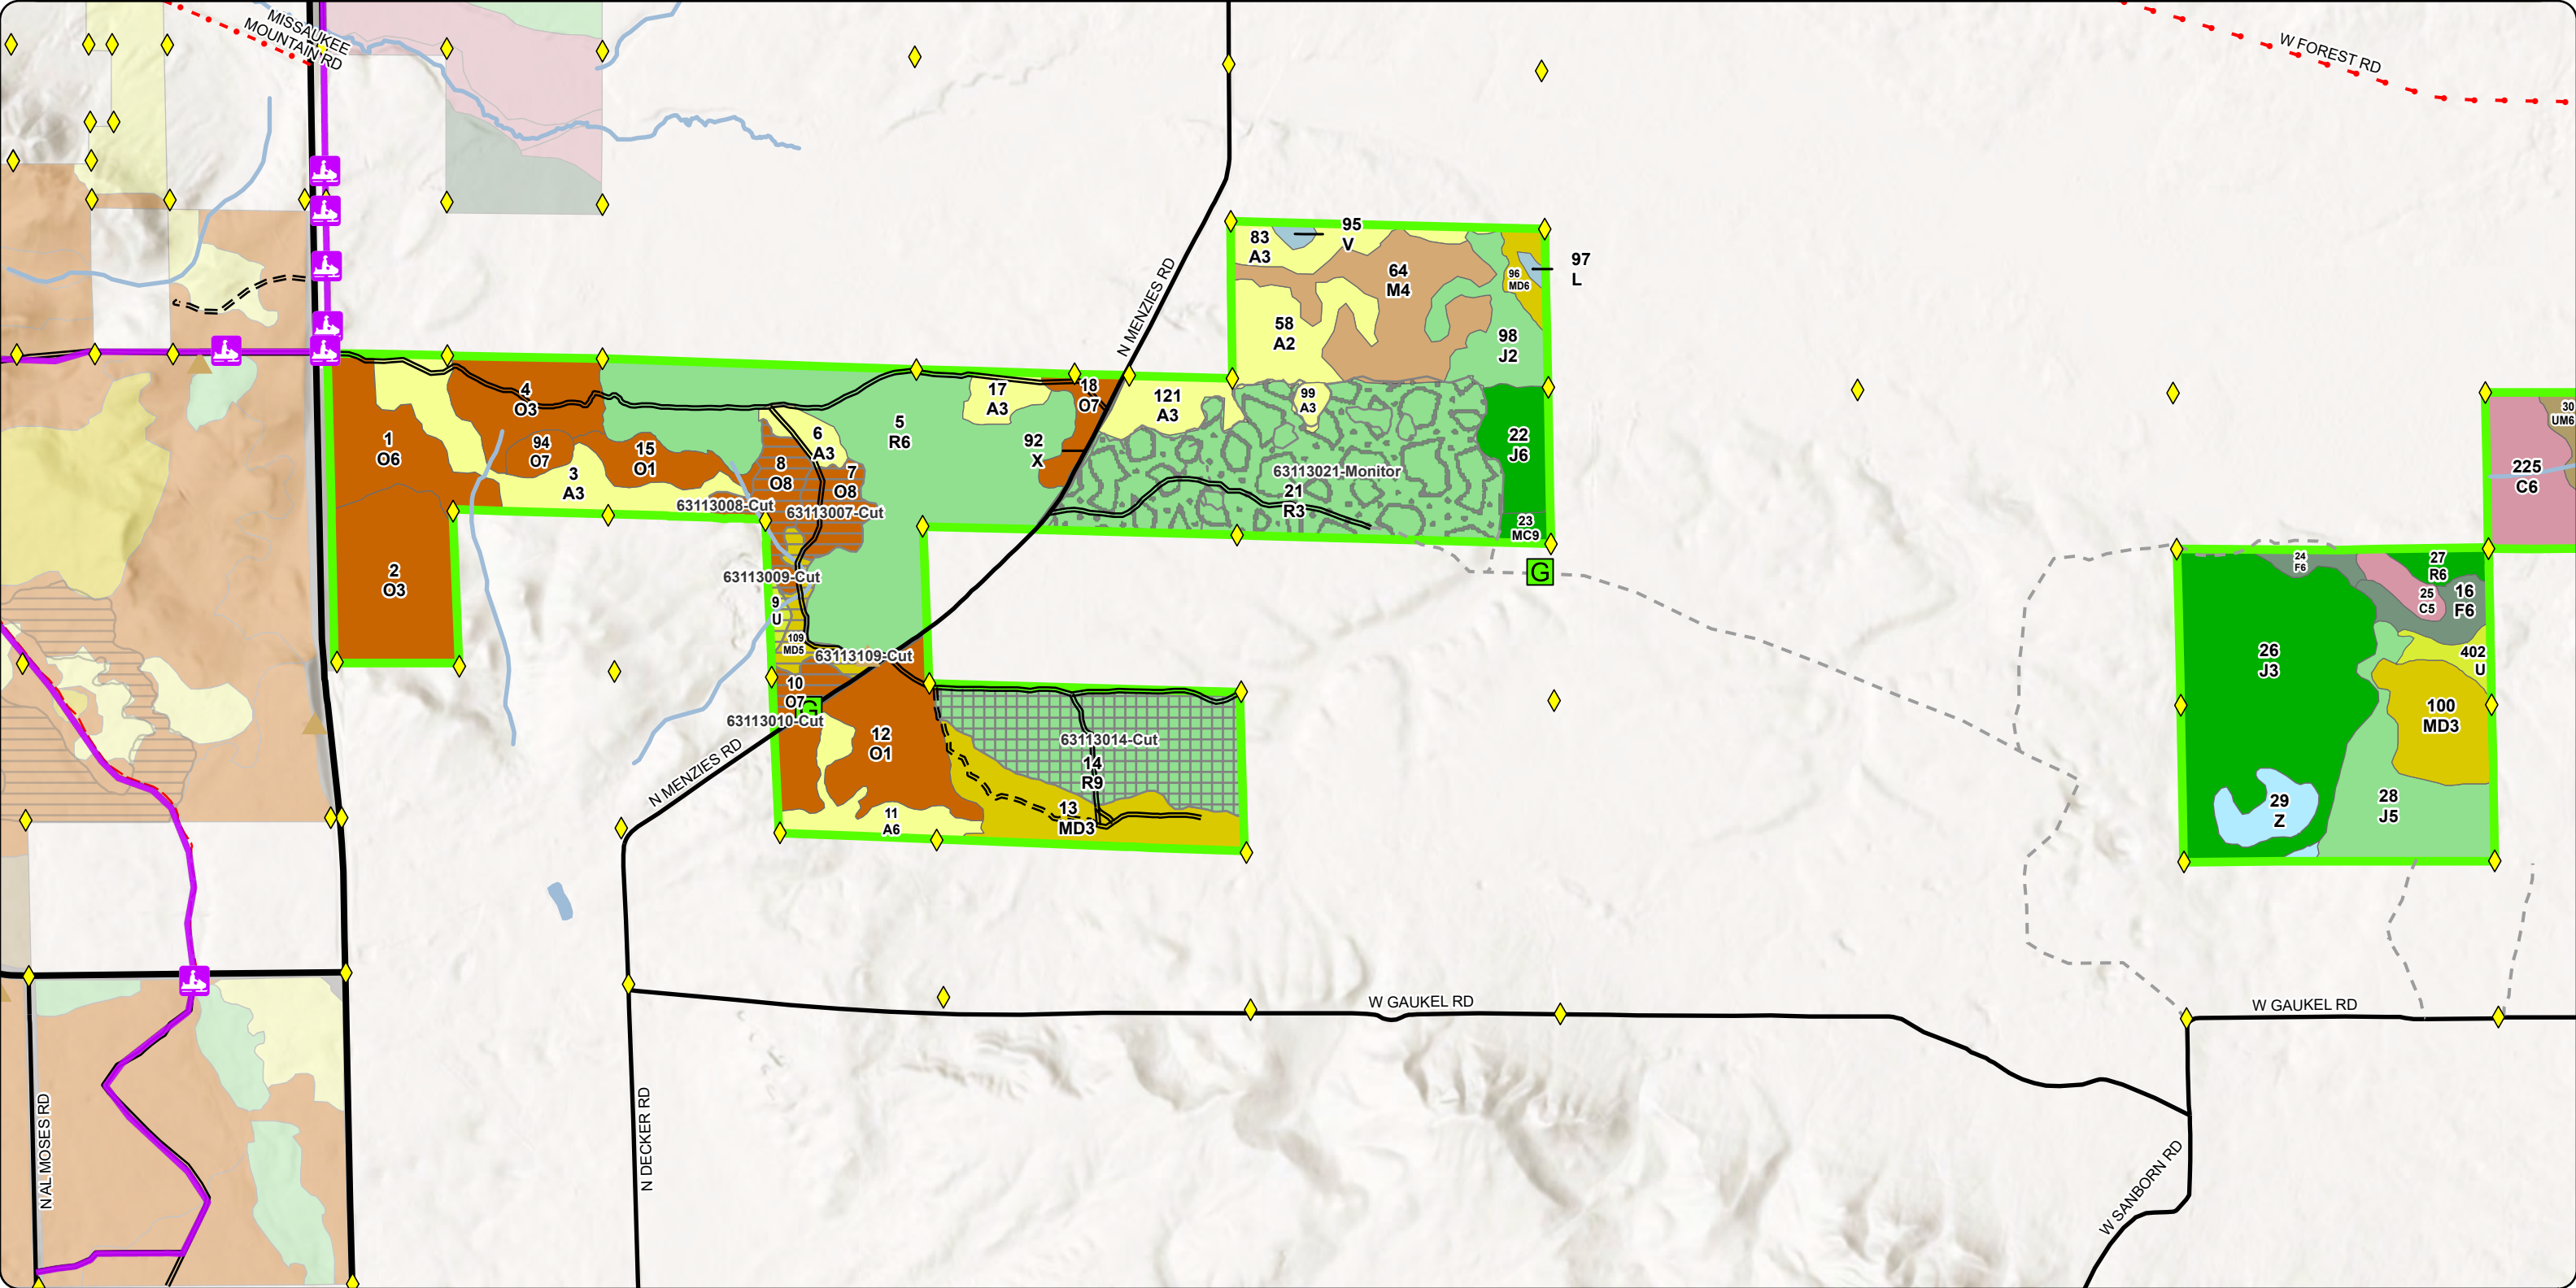 MISSAUKEE
MOUNTAIN RD
W FOREST RD
83
A3
95
V
64
M4
96
MD6
97
L
58
A2
98
J2
N MENZIES RD
4
O3
17
A3
18
O7
121
A3
99
A3
1
O6
94
O7
15
O1
3
A3
6
A3
5
R6
92
X
8
O8
7
O8
63113008-Cut
63113007-Cut
63113021-Monitor
21
R3
22
J6
23
MC9
G
30
UM6
225
C6
2
O3
63113009-Cut
9
U
109
MD5
63113109-Cut
10
O7
G
63113010-Cut
12
O1
63113014-Cut
14
R9
13
MD3
11
A6
N MENZIES RD
24
F6
27
R6
25
C5
16
F6
26
J3
402
U
100
MD3
29
Z
28
J5
W GAUKEL RD
W GAUKEL RD
N AL MOSES RD
N DECKER RD
W SANBORN RD